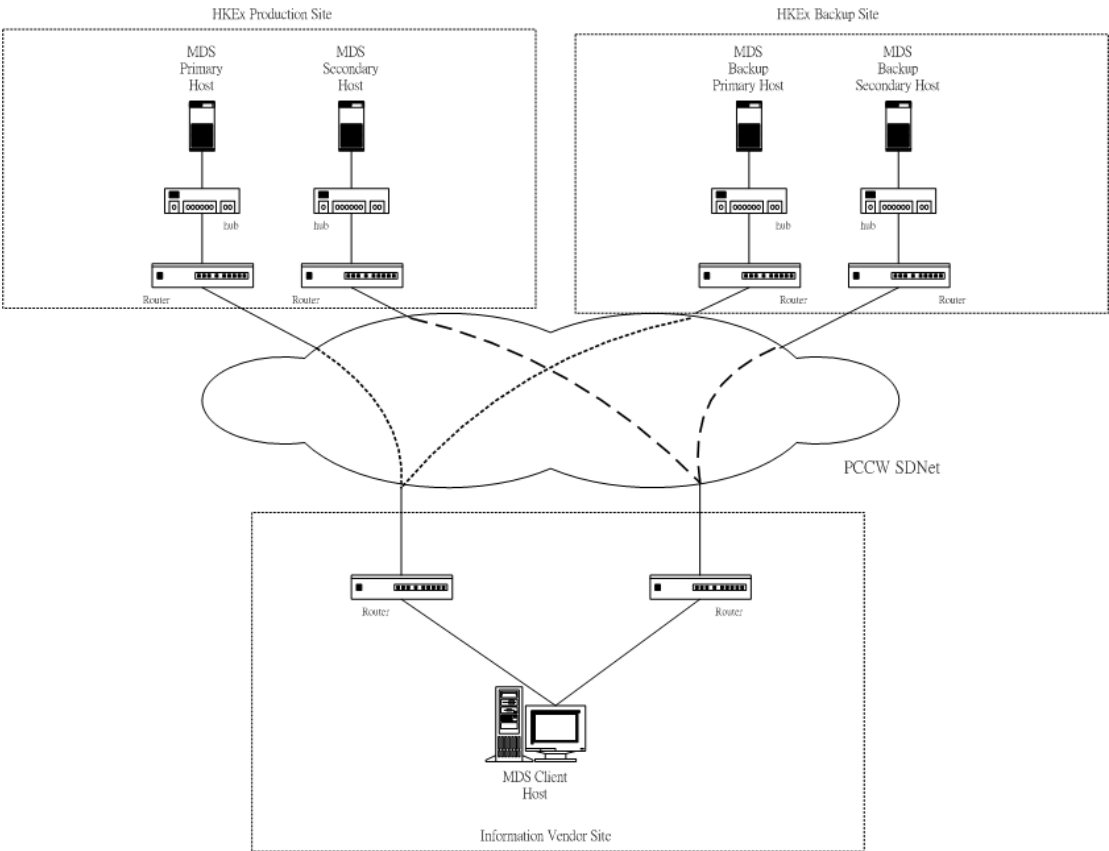 HKEx Production Site
HKEx Backup Site
MDS
Primary
Host
MDS
Secondary
Host
MDS
Backup
Primary Host
MDS
Backup
Secondary Host
hub
hub
hub
hub
Router
Router
Router
Router
PCCW SDNet
Router
Router
MDS Client
Host
Information Vendor Site